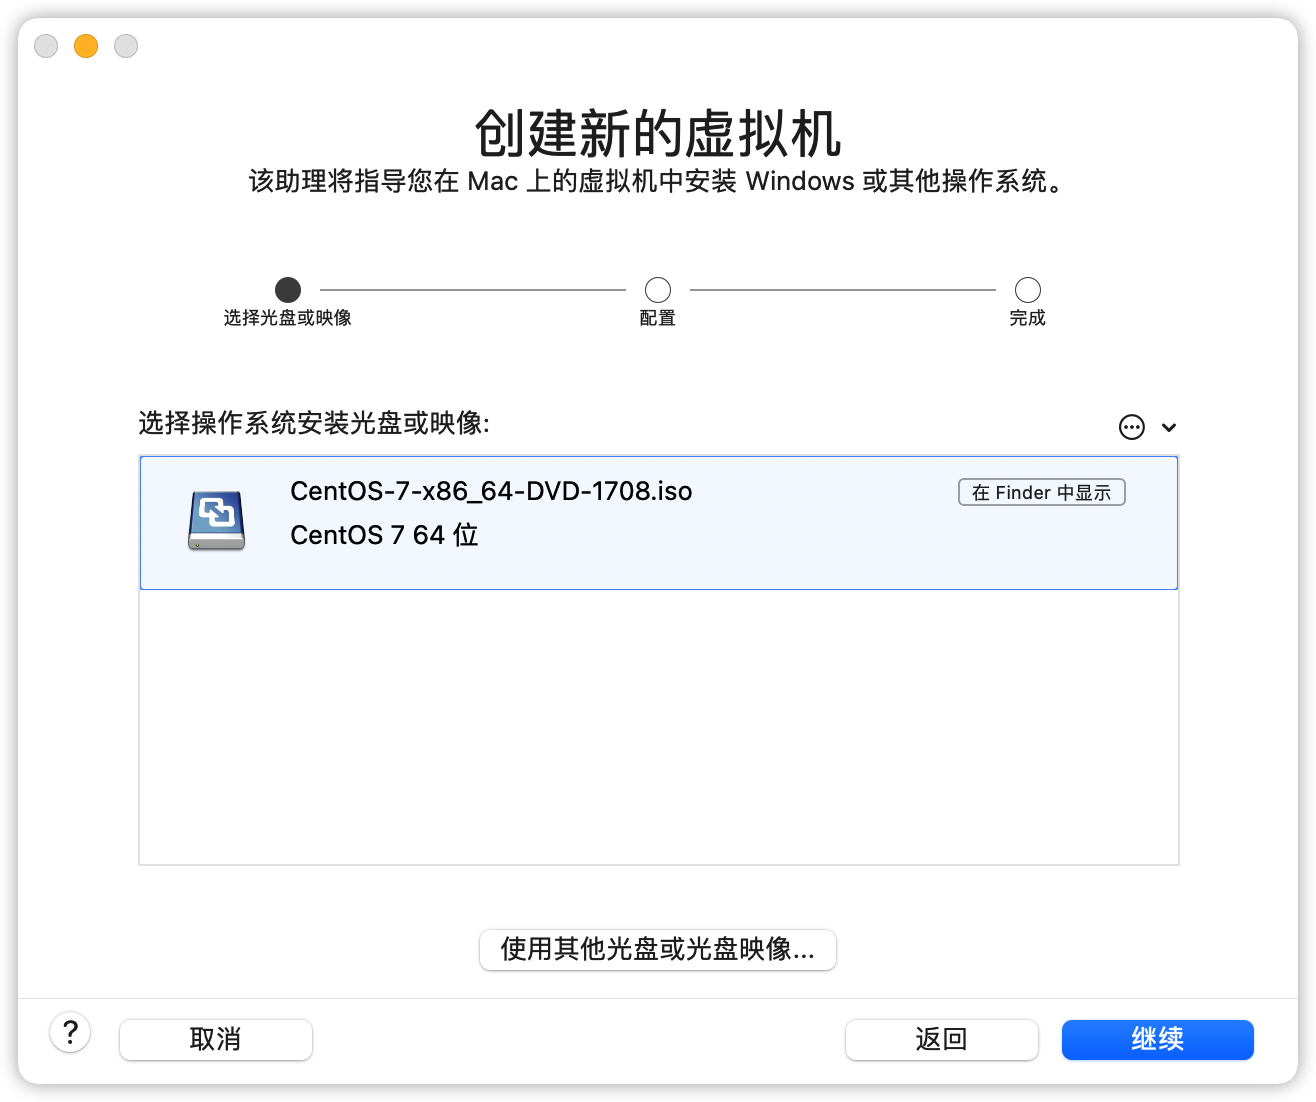 创建新的虚拟机
该助理将指导您在 Mac 上的虚拟机中安装 Windows 或其他操作系统。
选择光盘或映像
配置
完成
选择操作系统安装光盘或映像:
CentOS-7-x86_64-DVD-1708.iso
在 Finder 中显示
CentOS 7 64 位
使用其他光盘或光盘映像...
?
取消
返回
继续